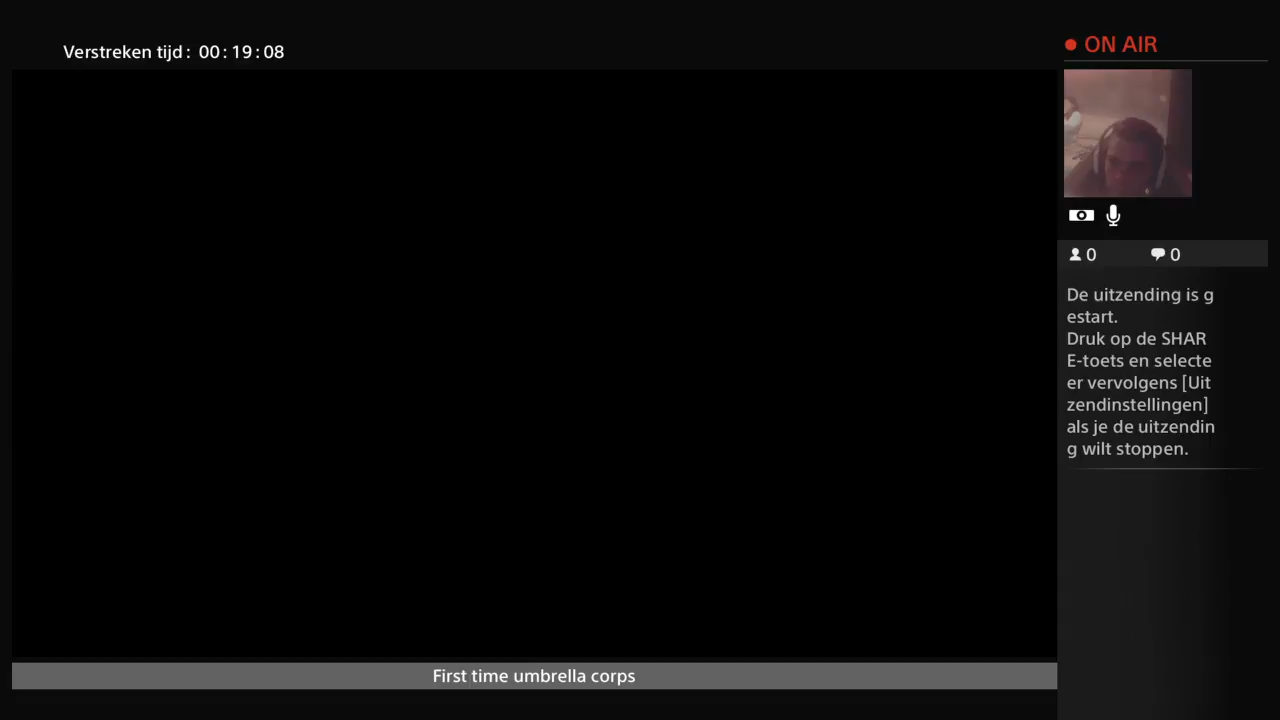 Verstreken tijd: 00:19:08
ON AIR
0
0
De uitzending is g
estart.
Druk op de SHAR
E-toets en selecte
er vervolgens [Uit
zendinstellingen]
als je de uitzendin
g wilt stoppen.
First time umbrella corps